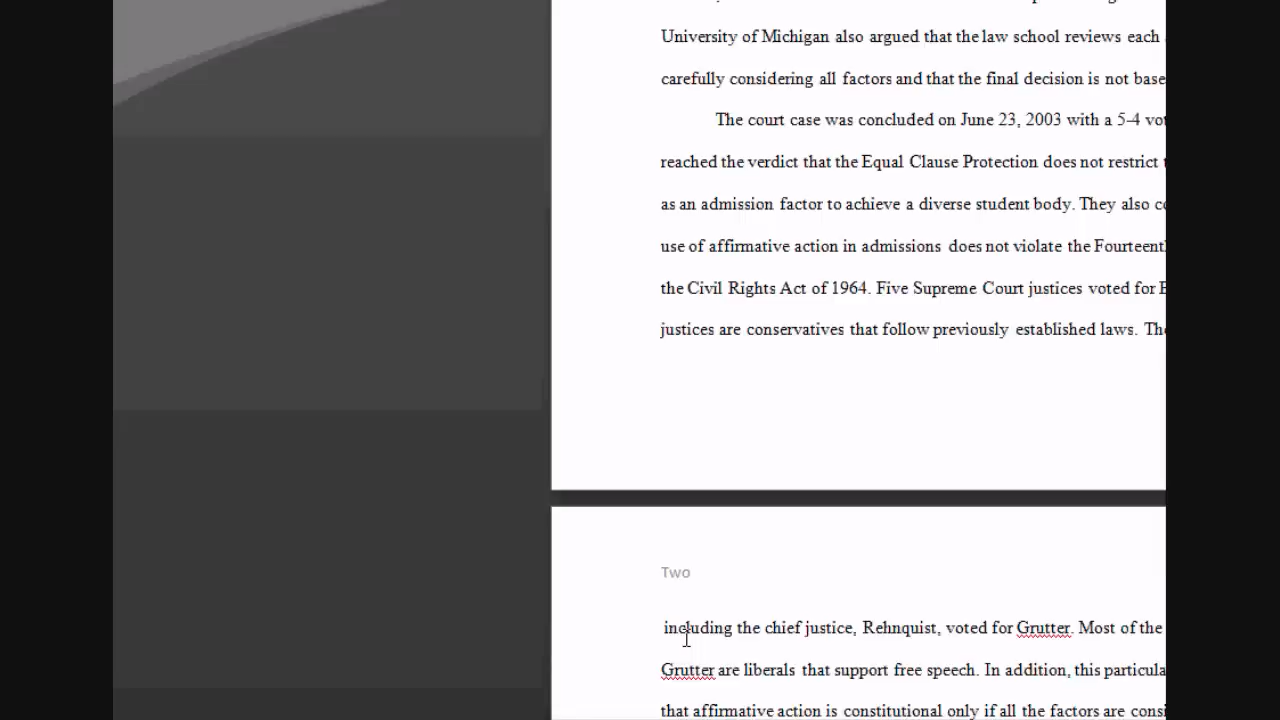 University of Michigan also argued that the law school reviews each
carefully considering all factors and that the final decision is not base
The court case was concluded on June 23, 2003 with a 5-4 vot
reached the verdict that the Equal Clause Protection does not restrict t
as an admission factor to achieve a diverse student body. They also co
use of affirmative action in admissions does not violate the Fourteenth
the Civil Rights Act of 1964. Five Supreme Court justices voted for B
justices are conservatives that follow previously established laws. The
Two
including the chief justice, Rehnquist, voted for Grutter. Most of the
Grutter are liberals that support free speech. In addition, this particula
that affirmative action is constitutional only if all the factors are consi